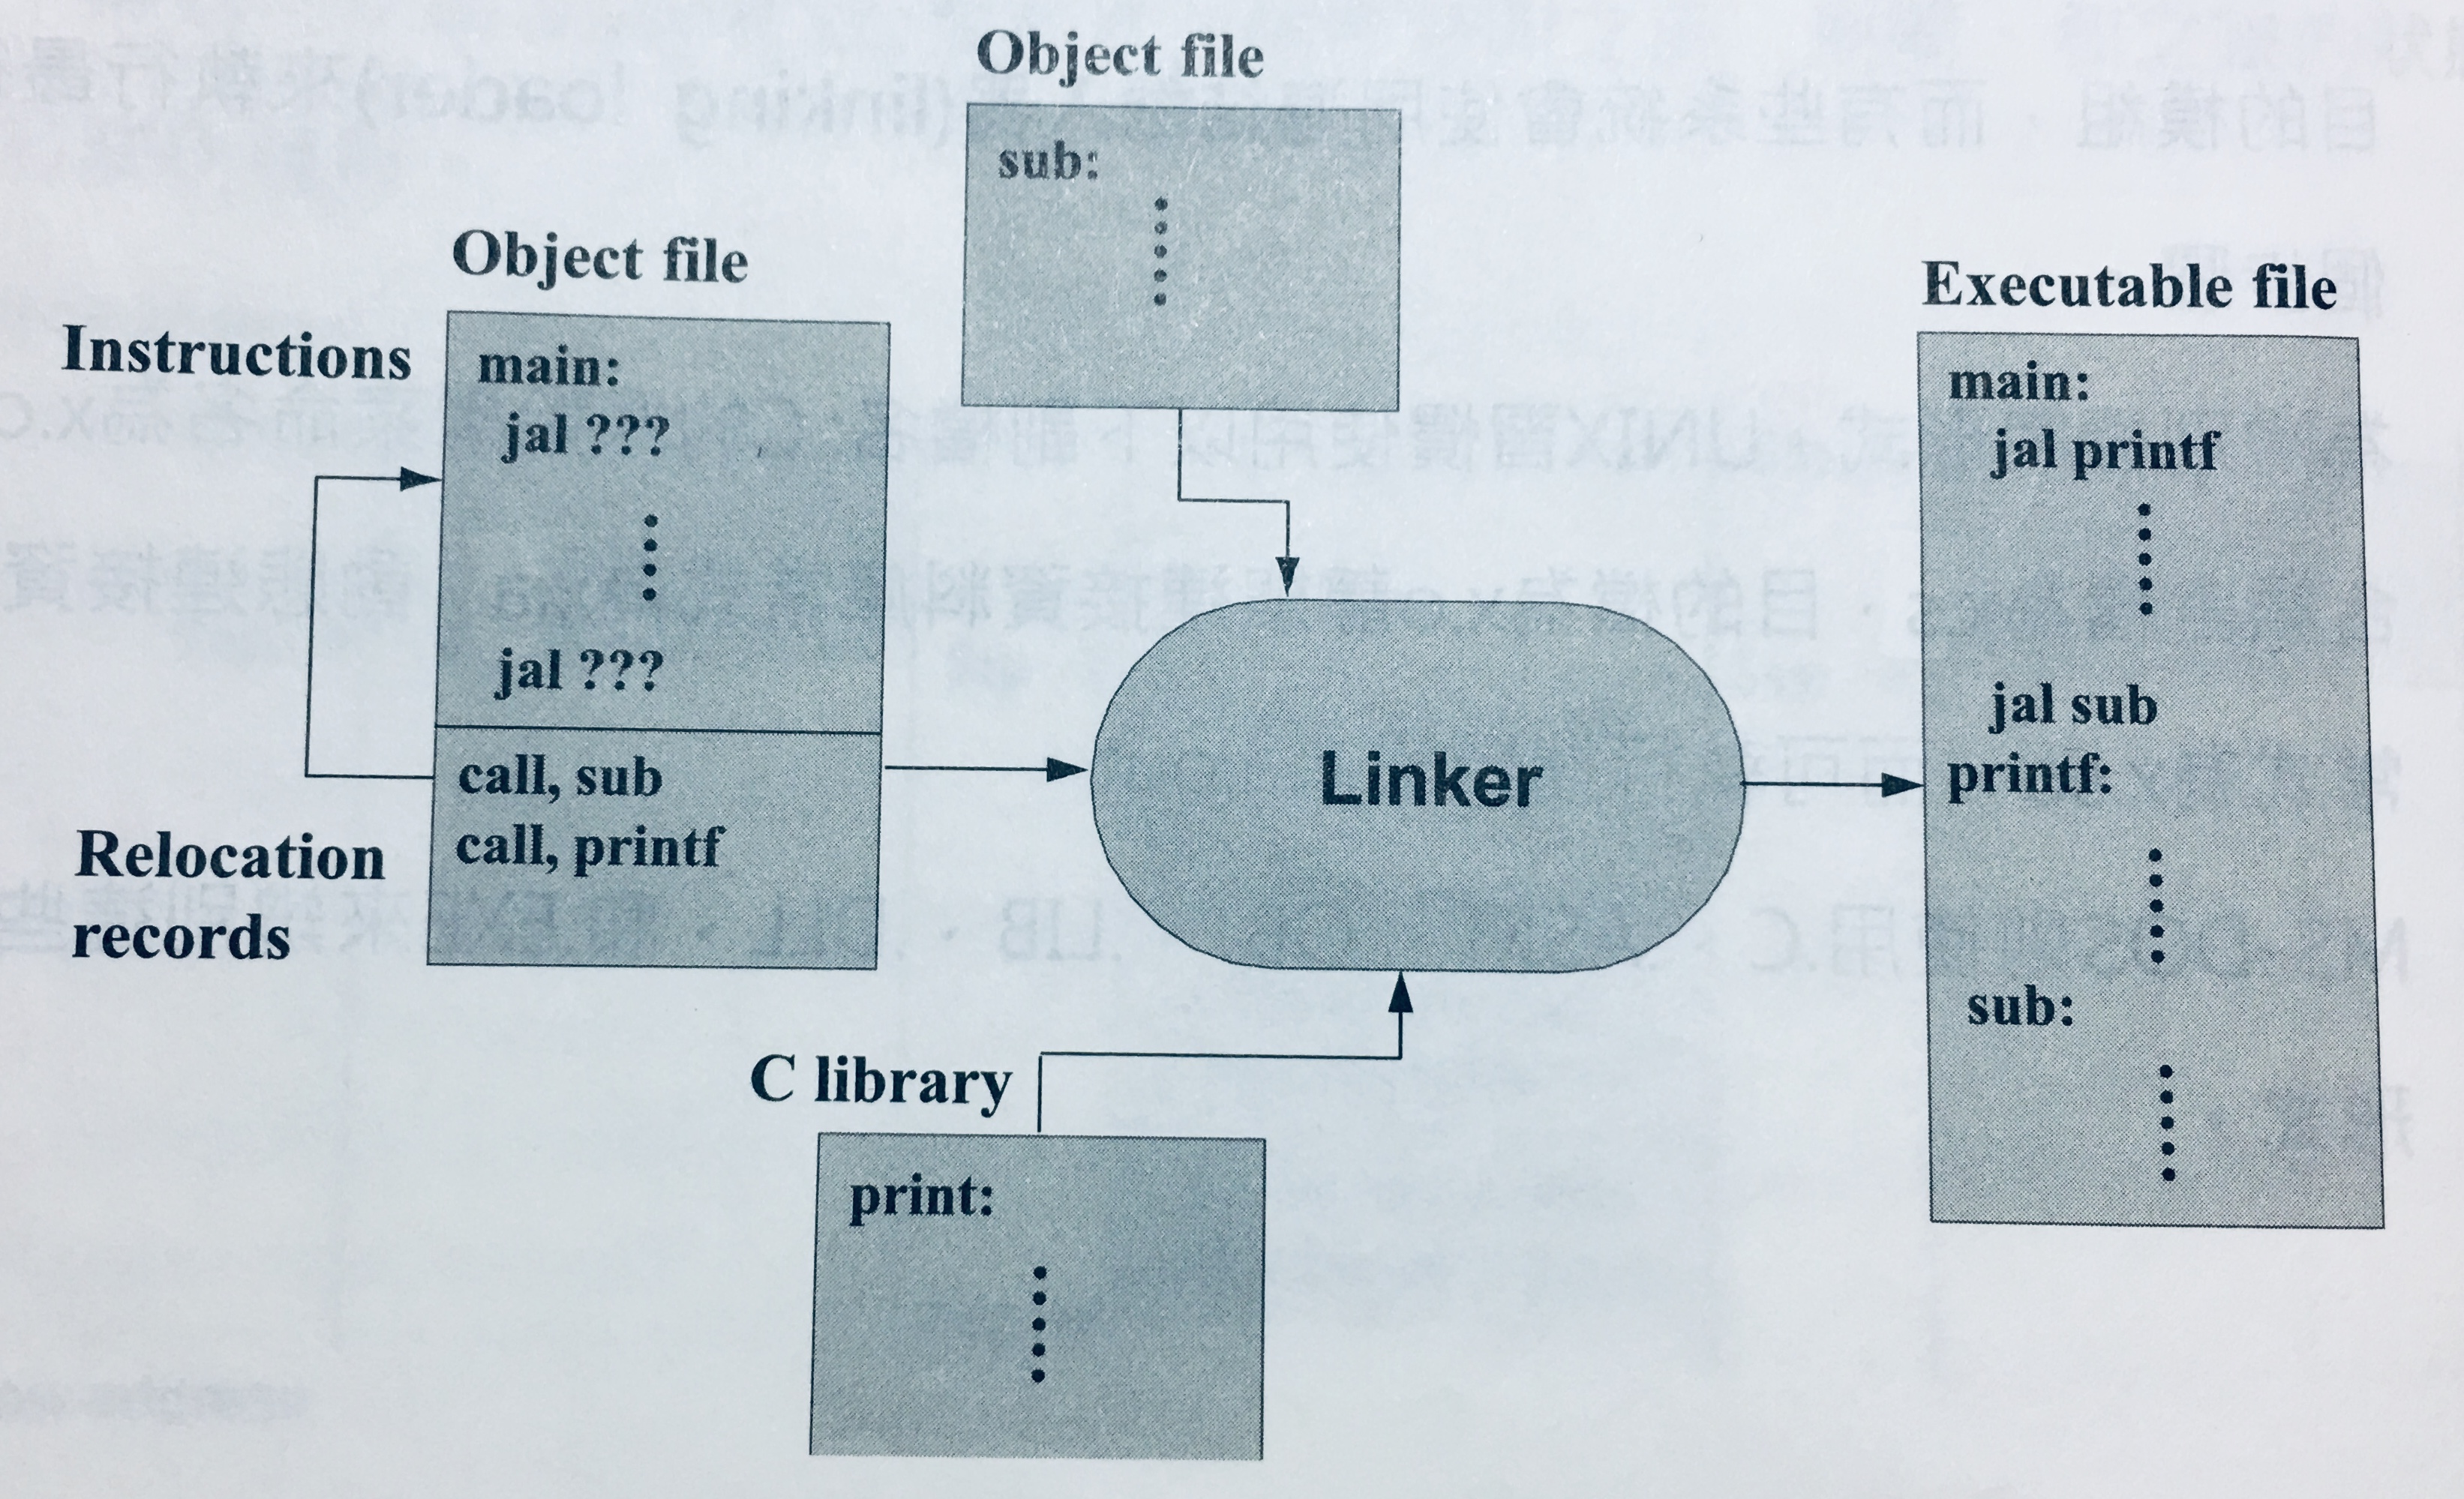 Object file
sub:
Object file
Instructions
main:
jal ???
jal ???
call, sub
call, printf
Relocation
records
Linker
C library
print:
Executable file
main:
jal printf
jal sub
printf:
sub: